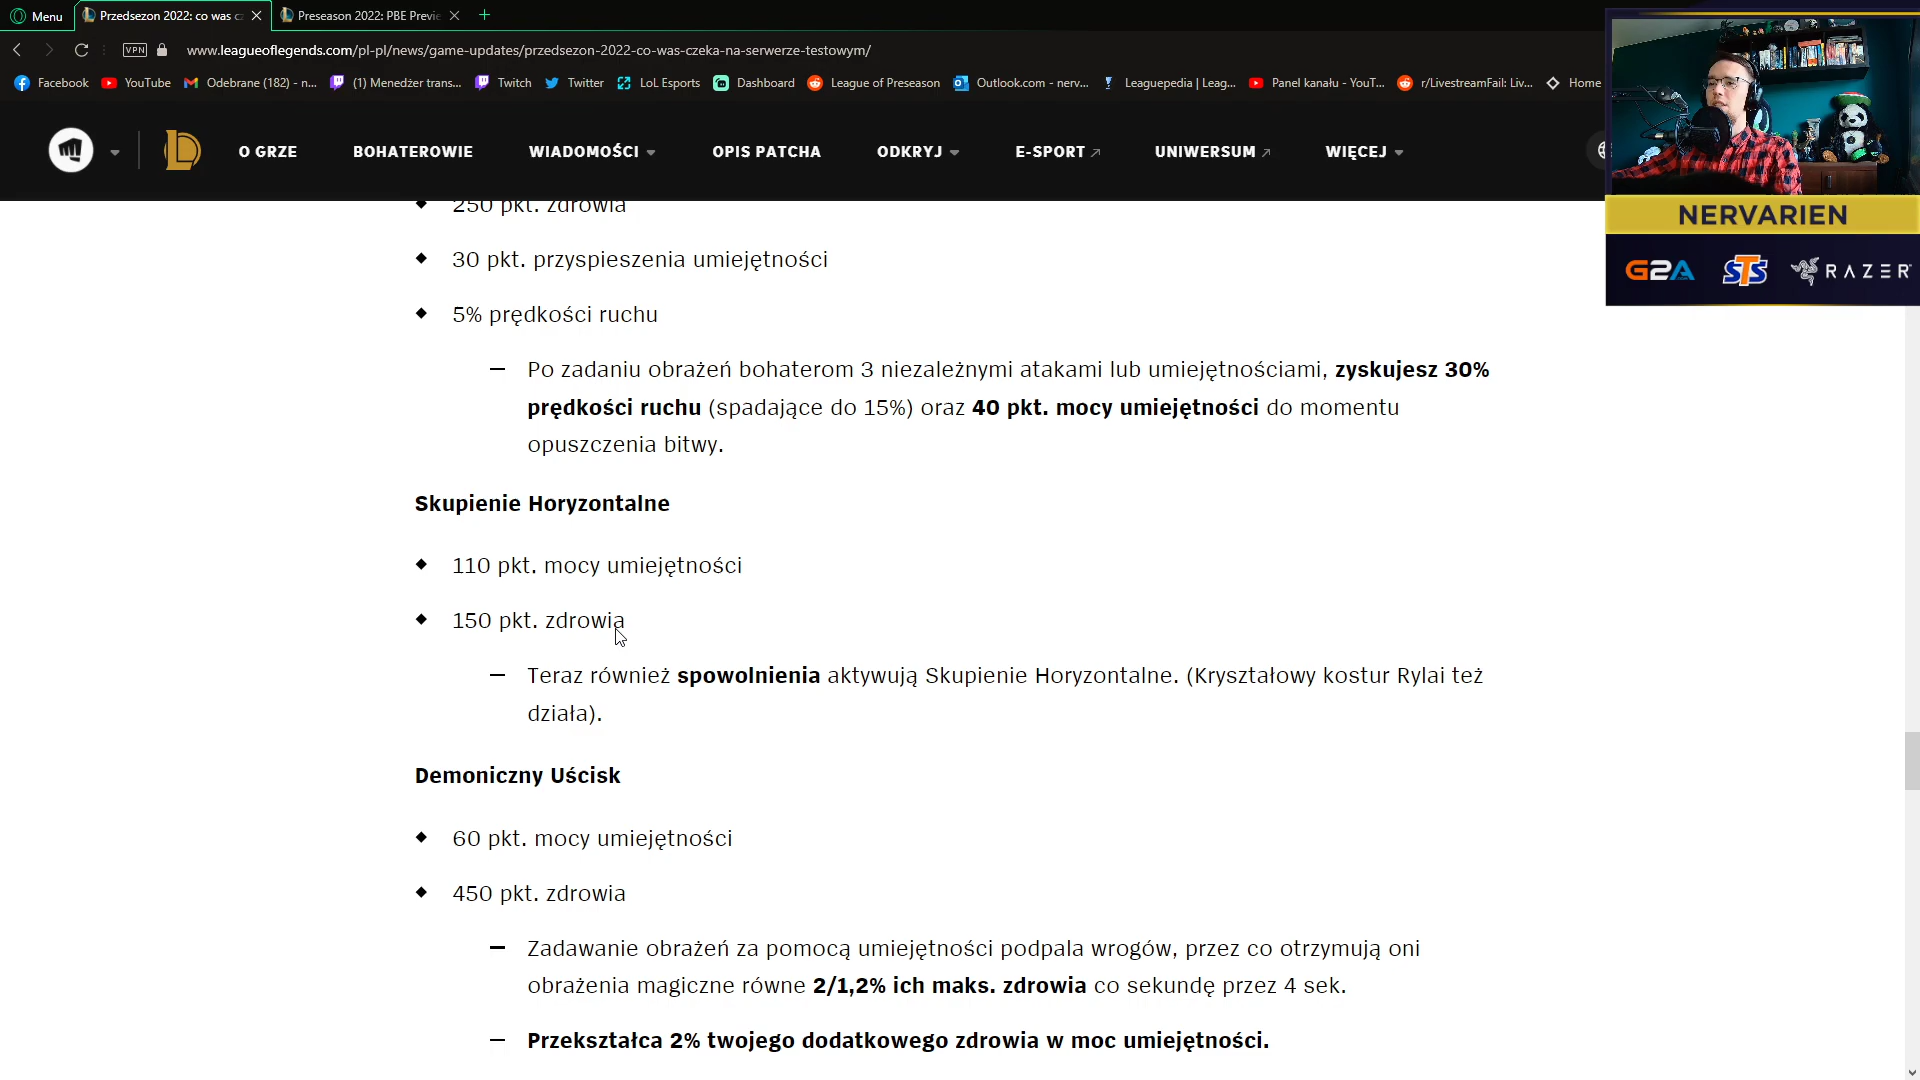 Menu
Przedsezon 2022: co was cz
Preseason 2022: PBE Previe
VPN
www.leagueoflegends.com/pl-pl/news/game-updates/przedsezon-2022-co-was-czeka-na-serwerze-testowym/
Facebook
YouTube
Odebrane (182) - n...
(1) Menedżer trans...
Twitch
Twitter
LoL Esports
Dashboard
League of Preseason
Outlook.com - nerv...
Leaguepedia | Leag...
Panel kanału - YouT...
r/LivestreamFail: Liv...
Home
O GRZE
BOHATEROWIE
WIADOMOŚCI
OPIS PATCHA
ODKRYJ
E-SPORT
UNIWERSUM
WIĘCEJ
NERVARIEN
G2A
STS
RAZER
250 pkt. zdrowia
30 pkt. przyspieszenia umiejętności
5% prędkości ruchu
— Po zadaniu obrażeń bohaterom 3 niezależnymi atakami lub umiejętnościami, zyskujesz 30%
prędkości ruchu (spadające do 15%) oraz 40 pkt. mocy umiejętności do momentu
opuszczenia bitwy.
Skupienie Horyzontalne
110 pkt. mocy umiejętności
150 pkt. zdrowia
— Teraz również spowolnienia aktywują Skupienie Horyzontalne. (Kryształowy kostur Rylai też
działa).
Demoniczny Uścisk
60 pkt. mocy umiejętności
450 pkt. zdrowia
— Zadawanie obrażeń za pomocą umiejętności podpala wrogów, przez co otrzymują oni
obrażenia magiczne równe 2/1,2% ich maks. zdrowia co sekundę przez 4 sek.
— Przekształca 2% twojego dodatkowego zdrowia w moc umiejętności.